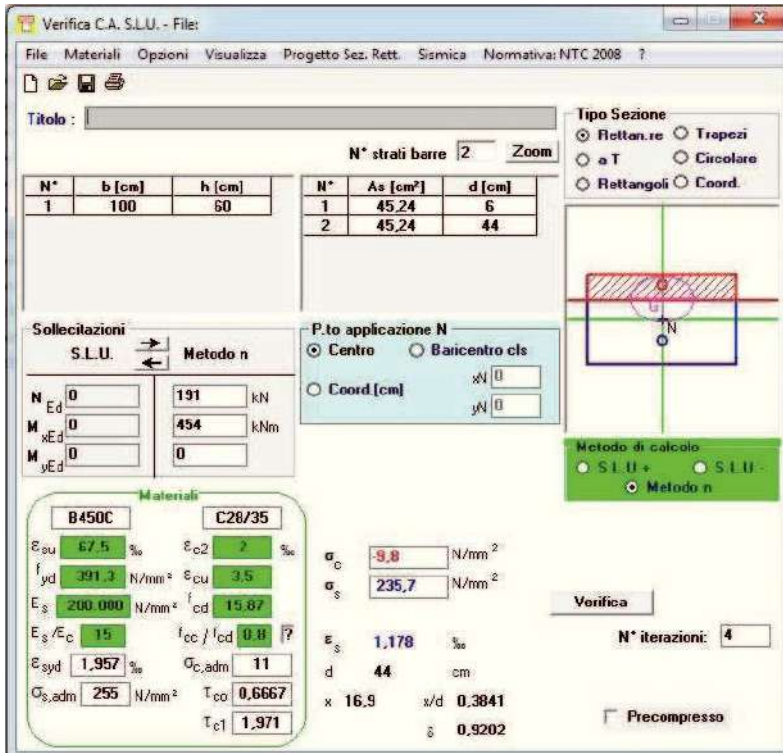 Verifica C.A. S.L.U. - File:
File Materiali Opzioni Visualizza Progetto Sez. Rett. Sismica Normativa: NTC 2008 ?
Titolo :
N° strati barre 2 Zoom
N° b [cm] h [cm]
1 100 60
N° As [cm²] d [cm]
1 45,24 6
2 45,24 44
Tipo Sezione
Rettan.re Trapezi
a T Circolare
Rettangoli Coord.
G
N
Sollecitazioni
S.L.U. Metodo n
N Ed 0 191 kN
M xEd 0 454 kNm
M yEd 0 0
P.to applicazione N
Centro Baricentro cls
Coord.[cm] xN 0
yN 0
Metodo di calcolo
S.L.U.+ S.L.U.-
Metodo n
Materiali
B450C C28/35
εsu 67,5 ‰ εc2 2 ‰
fyd 391,3 N/mm² εcu 3,5
Es 200.000 N/mm² fcd 15,87
Es/Ec 15 fcc / fcd 0,8 ?
εsyd 1,957 ‰ σc,adm 11
σs,adm 255 N/mm² τco 0,6667
τc1 1,971
σc -9,8 N/mm²
σs 235,7 N/mm²
εs 1,178 ‰
d 44 cm
x 16,9 x/d 0,3841
δ 0,9202
Verifica
N° iterazioni: 4
Precompresso